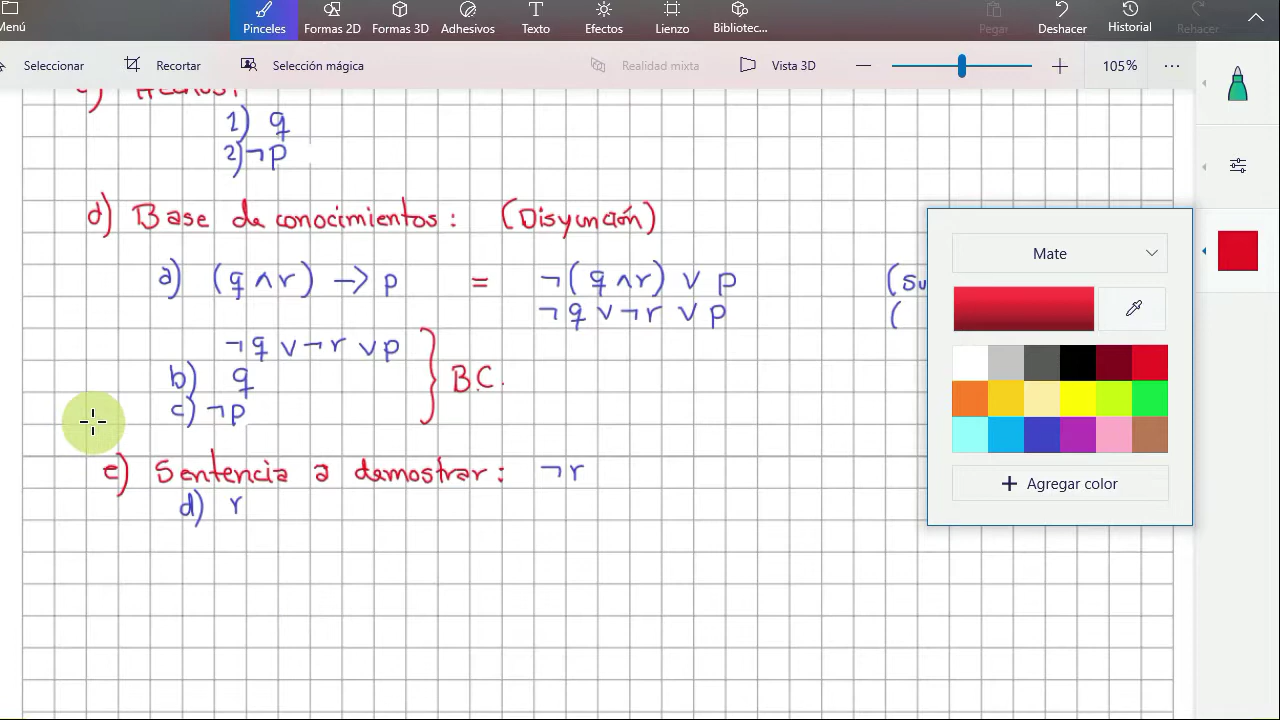 Menú Pinceles Formas 2D Formas 3D Adhesivos Texto Efectos Lienzo Bibliotec... Pegar Deshacer Historial Rehacer
Seleccionar Recortar Selección mágica Realidad mixta Vista 3D 105%
1) q
2) ¬p
d) Base de conocimientos: (Disyunción)
a) (q ∧ r) -> p = ¬(q ∧ r) ∨ p (Su
¬q ∨ ¬r ∨ p (
¬q ∨ ¬r ∨ p
b) q } B.C.
c) ¬p
e) Sentencia a demostrar: ¬r
d) r
Mate
Agregar color